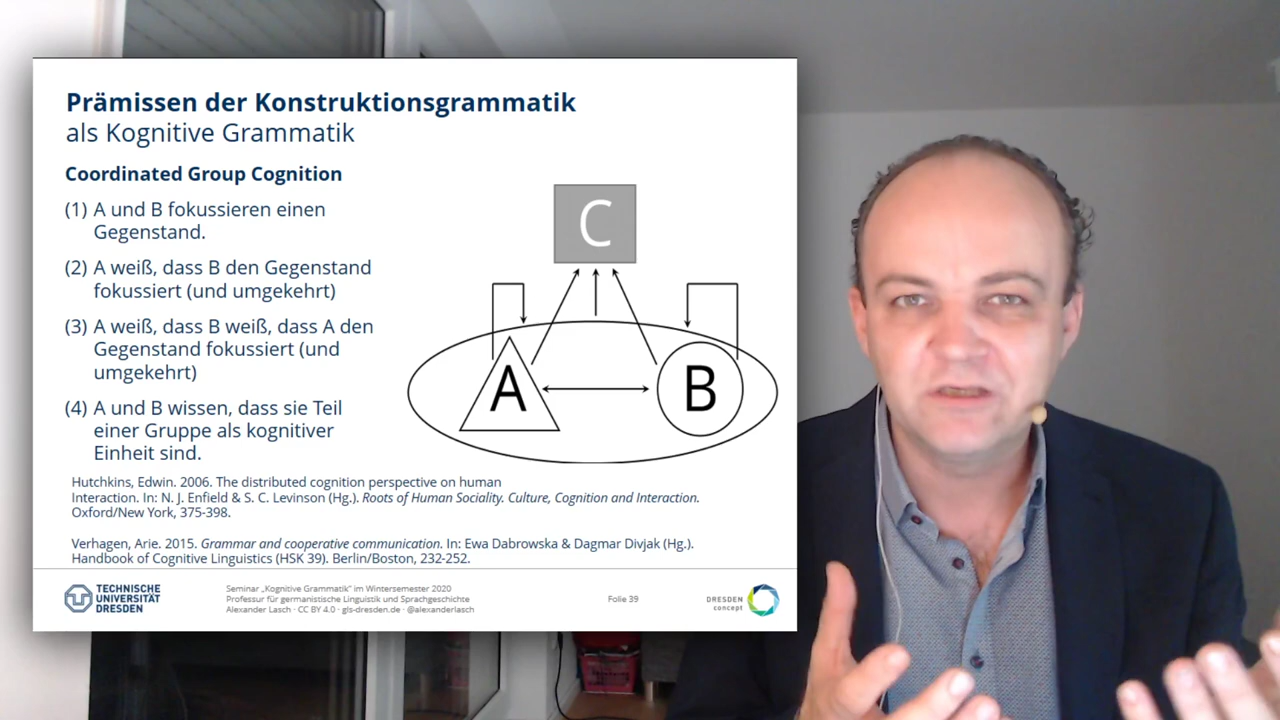 Prämissen der Konstruktionsgrammatik
als Kognitive Grammatik
Coordinated Group Cognition
(1) A und B fokussieren einen
Gegenstand.
(2) A weiß, dass B den Gegenstand
fokussiert (und umgekehrt)
(3) A weiß, dass B weiß, dass A den
Gegenstand fokussiert (und
umgekehrt)
(4) A und B wissen, dass sie Teil
einer Gruppe als kognitiver
Einheit sind.
C
A
B
Hutchkins, Edwin. 2006. The distributed cognition perspective on human
Interaction. In: N. J. Enfield & S. C. Levinson (Hg.). Roots of Human Sociality. Culture, Cognition and Interaction.
Oxford/New York, 375-398.
Verhagen, Arie. 2015. Grammar and cooperative communication. In: Ewa Dabrowska & Dagmar Divjak (Hg.).
Handbook of Cognitive Linguistics (HSK 39). Berlin/Boston, 232-252.
TECHNISCHE
UNIVERSITÄT
DRESDEN
Seminar „Kognitive Grammatik" im Wintersemester 2020
Professur für germanistische Linguistik und Sprachgeschichte
Alexander Lasch · CC BY 4.0 · gls-dresden.de · @alexanderlasch
Folie 39
DRESDEN
concept